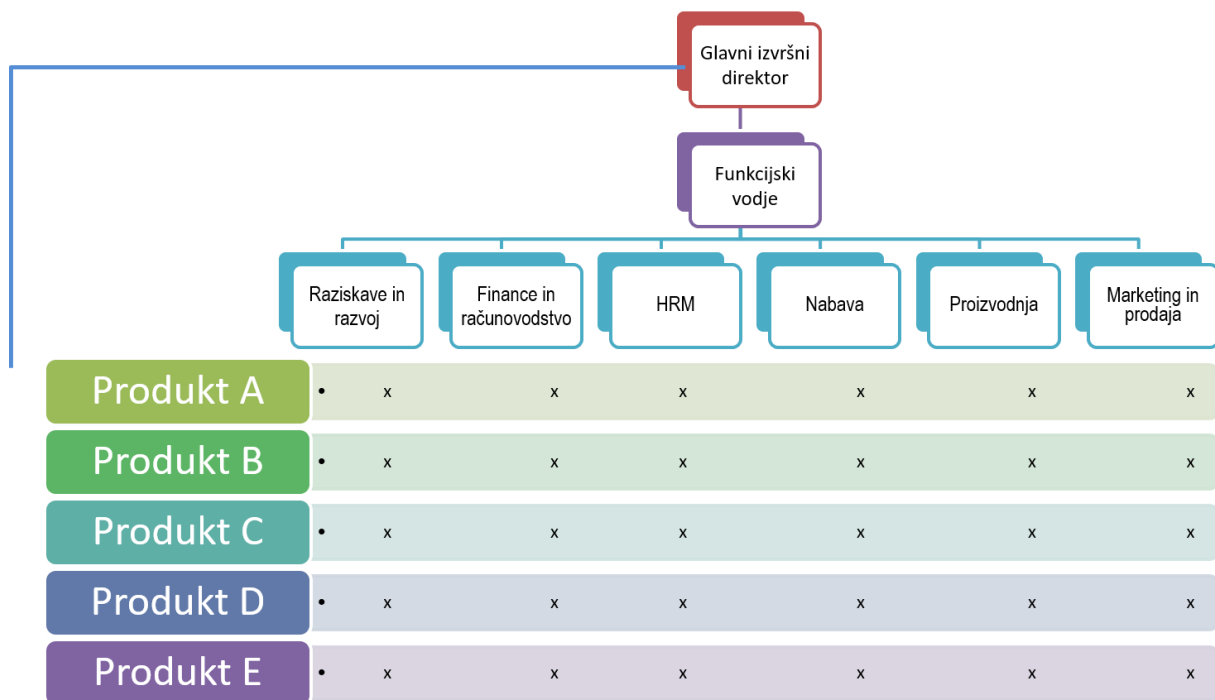 Glavni izvršni
direktor
Funkcijski
vodje
Raziskave in
razvoj
Finance in
računovodstvo
HRM
Nabava
Proizvodnja
Marketing in
prodaja
Produkt A
• x x x x x x
Produkt B
• x x x x x x
Produkt C
• x x x x x x
Produkt D
• x x x x x x
Produkt E
• x x x x x x